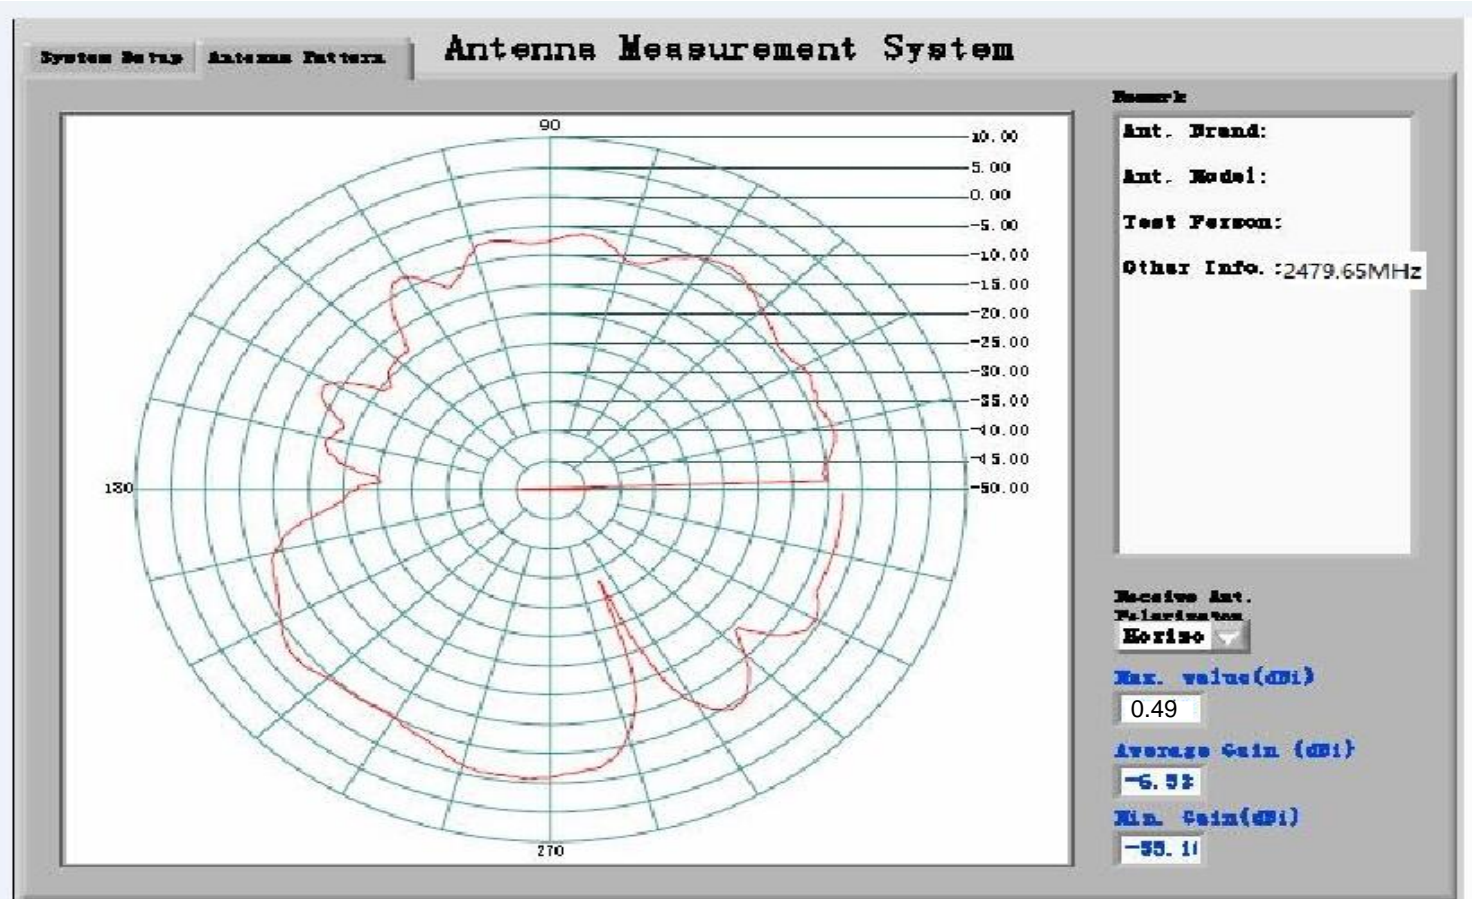 Antenna Measurement System
System Setup
Antenna Pattern
Remark
Ant. Brand:
Ant. Model:
Test Person:
Other Info. :2479.65MHz
90
10.00
5.00
0.00
-5.00
-10.00
-15.00
-20.00
-25.00
-30.00
-35.00
-40.00
-45.00
-50.00
180
270
Receive Ant.
Horizo
Max. value(dBi)
0.49
Average Gain (dBi)
Min. Gain(dBi)